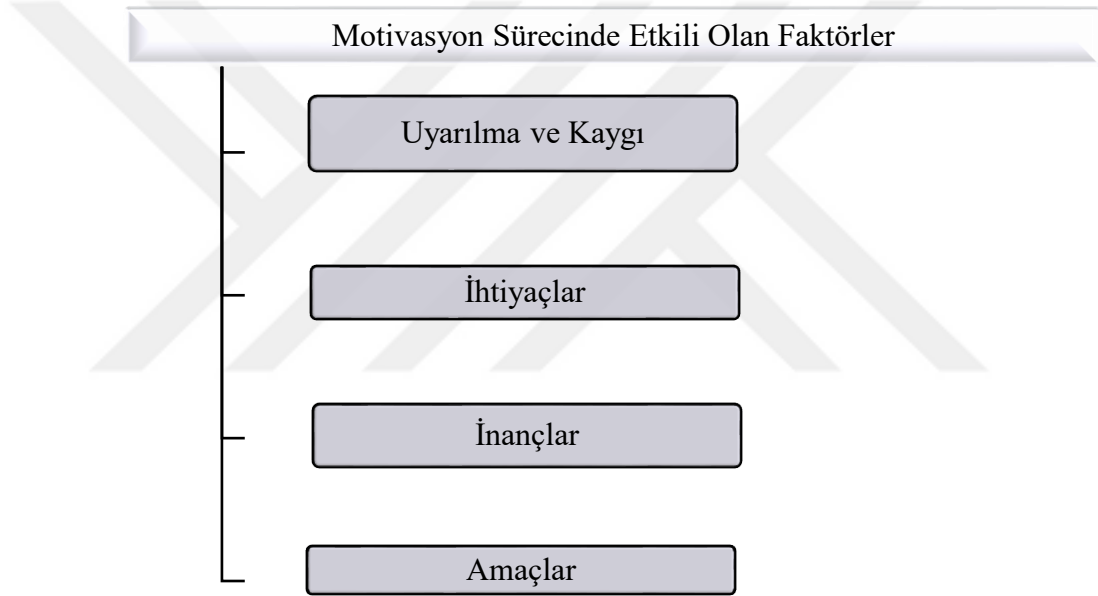 Motivasyon Sürecinde Etkili Olan Faktörler
Uyarılma ve Kaygı
İhtiyaçlar
İnançlar
Amaçlar